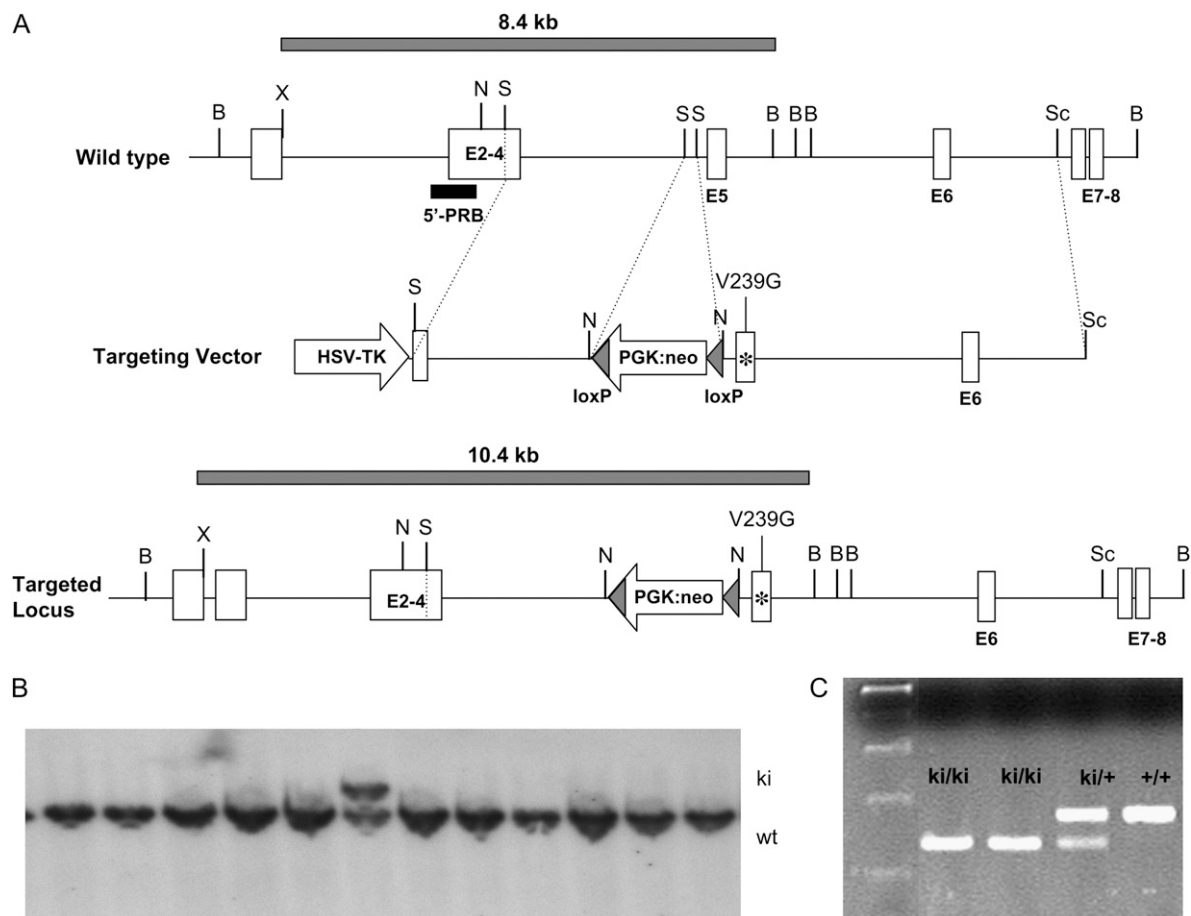 A
8.4 kb
B X N S S S B B B Sc B
Wild type
E2-4
E5 E6 E7-8
5'-PRB
V239G
S N N Sc
Targeting Vector
HSV-TK PGK:neo *
loxP loxP E6
10.4 kb
V239G
B X N S N N B B B Sc B
Targeted
Locus
E2-4 PGK:neo *
E6 E7-8
B
ki
wt
C
ki/ki ki/ki ki/+ +/+